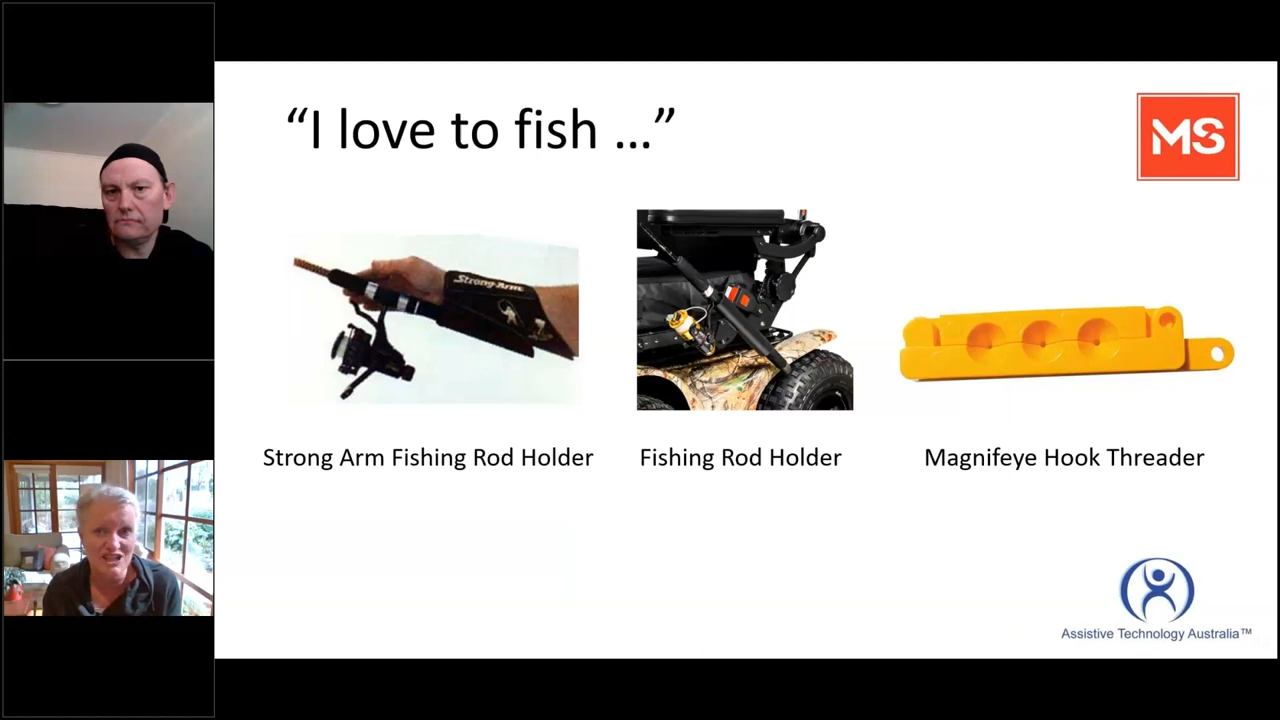 “I love to fish ...”
MS
Strong-Arm
Strong Arm Fishing Rod Holder
Fishing Rod Holder
Magnifeye Hook Threader
Assistive Technology Australia™